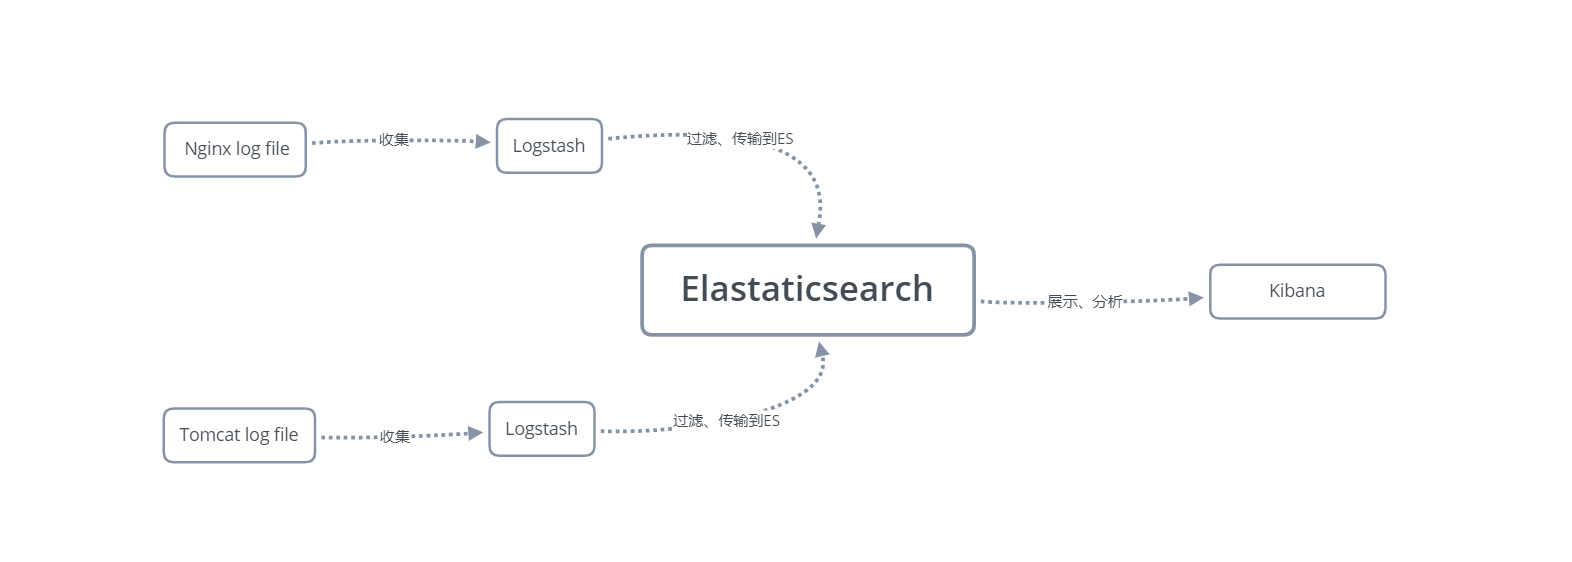 Nginx log file
收集
Logstash
过滤、传输到ES
Elastaticsearch
展示、分析
Kibana
Tomcat log file
收集
Logstash
过滤、传输到ES